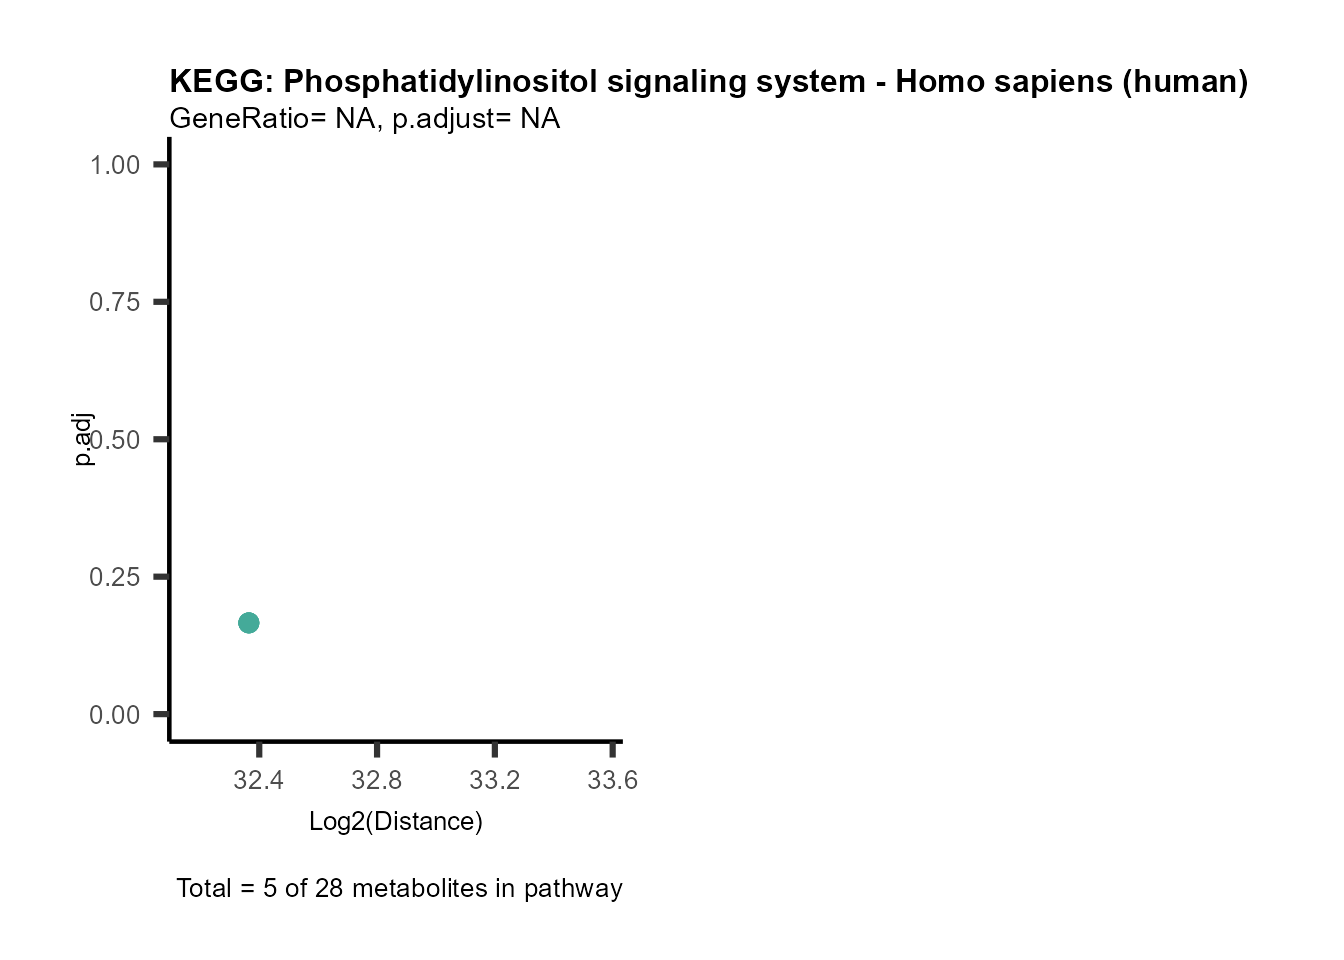 KEGG: Phosphatidylinositol signaling system - Homo sapiens (human)
GeneRatio= NA, p.adjust= NA
1.00
0.75
p.adj
0.50
0.25
0.00
32.4 32.8 33.2 33.6
Log2(Distance)
Total = 5 of 28 metabolites in pathway